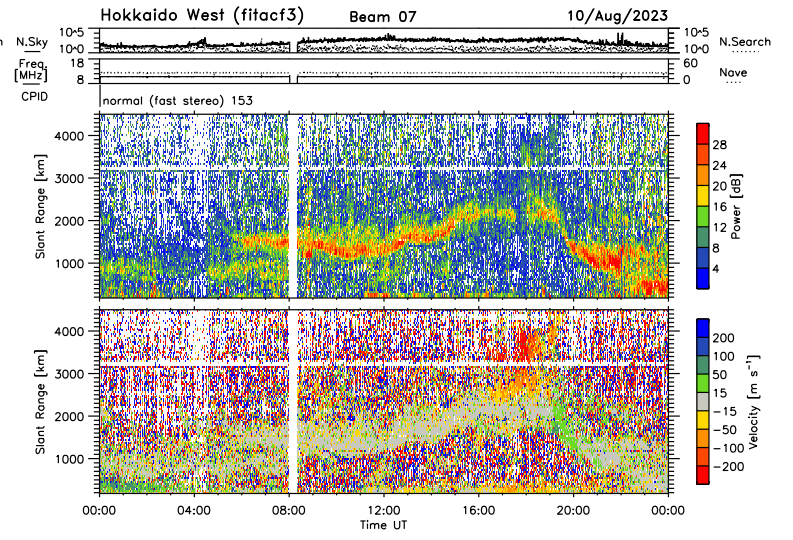 Hokkaido West (fitacf3) Beam 07 10/Aug/2023
n N.Sky 10^5 10^0 10^5 10^0 N.Search
Freq. [MHz] 18 8 60 0 Nave
CPID normal (fast stereo) 153
Slant Range [km] 4000 3000 2000 1000
28 24 20 16 12 8 4 Power [dB]
Slant Range [km] 4000 3000 2000 1000
200 100 50 15 −15 −50 −100 −200 Velocity [m s⁻¹]
00:00 04:00 08:00 12:00 16:00 20:00 00:00
Time UT